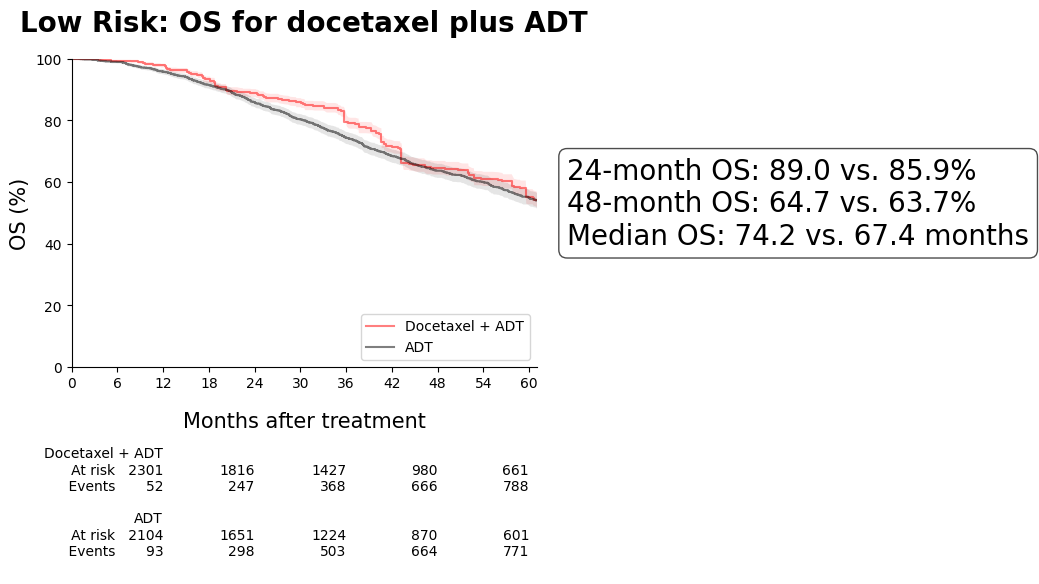 Low Risk: OS for docetaxel plus ADT
100
80
60
40
20
0
OS (%)
Docetaxel + ADT
ADT
0 6 12 18 24 30 36 42 48 54 60
Months after treatment
24-month OS: 89.0 vs. 85.9%
48-month OS: 64.7 vs. 63.7%
Median OS: 74.2 vs. 67.4 months
Docetaxel + ADT
At risk 2301 1816 1427 980 661
Events 52 247 368 666 788
ADT
At risk 2104 1651 1224 870 601
Events 93 298 503 664 771